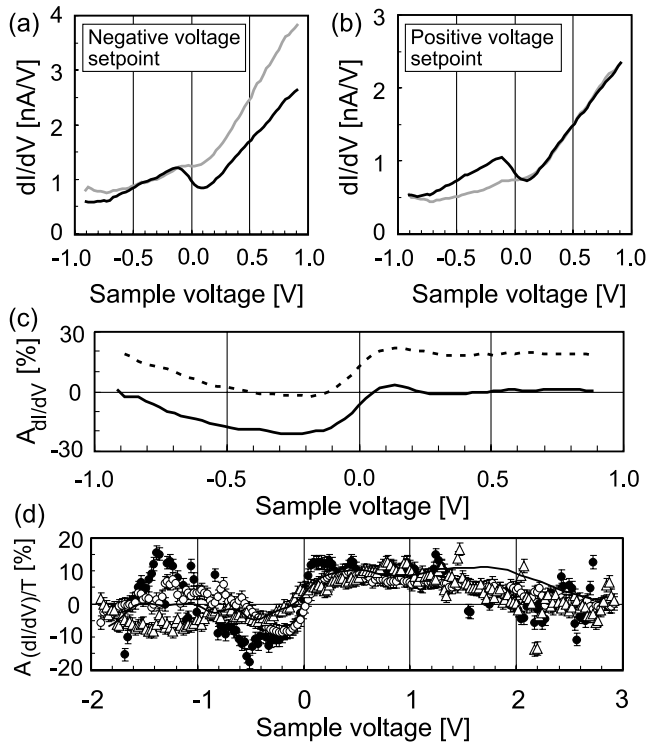 (a)
Negative voltage
setpoint
dI/dV [nA/V]
4
3
2
1
0
-1.0 -0.5 0.0 0.5 1.0
Sample voltage [V]
(b)
Positive voltage
setpoint
dI/dV [nA/V]
3
2
1
0
-1.0 -0.5 0.0 0.5 1.0
Sample voltage [V]
(c)
A dI/dV [%]
30
0
-30
-1.0 -0.5 0.0 0.5 1.0
Sample voltage [V]
(d)
A (dI/dV)/T [%]
20
10
0
-10
-20
-2 -1 0 1 2 3
Sample voltage [V]